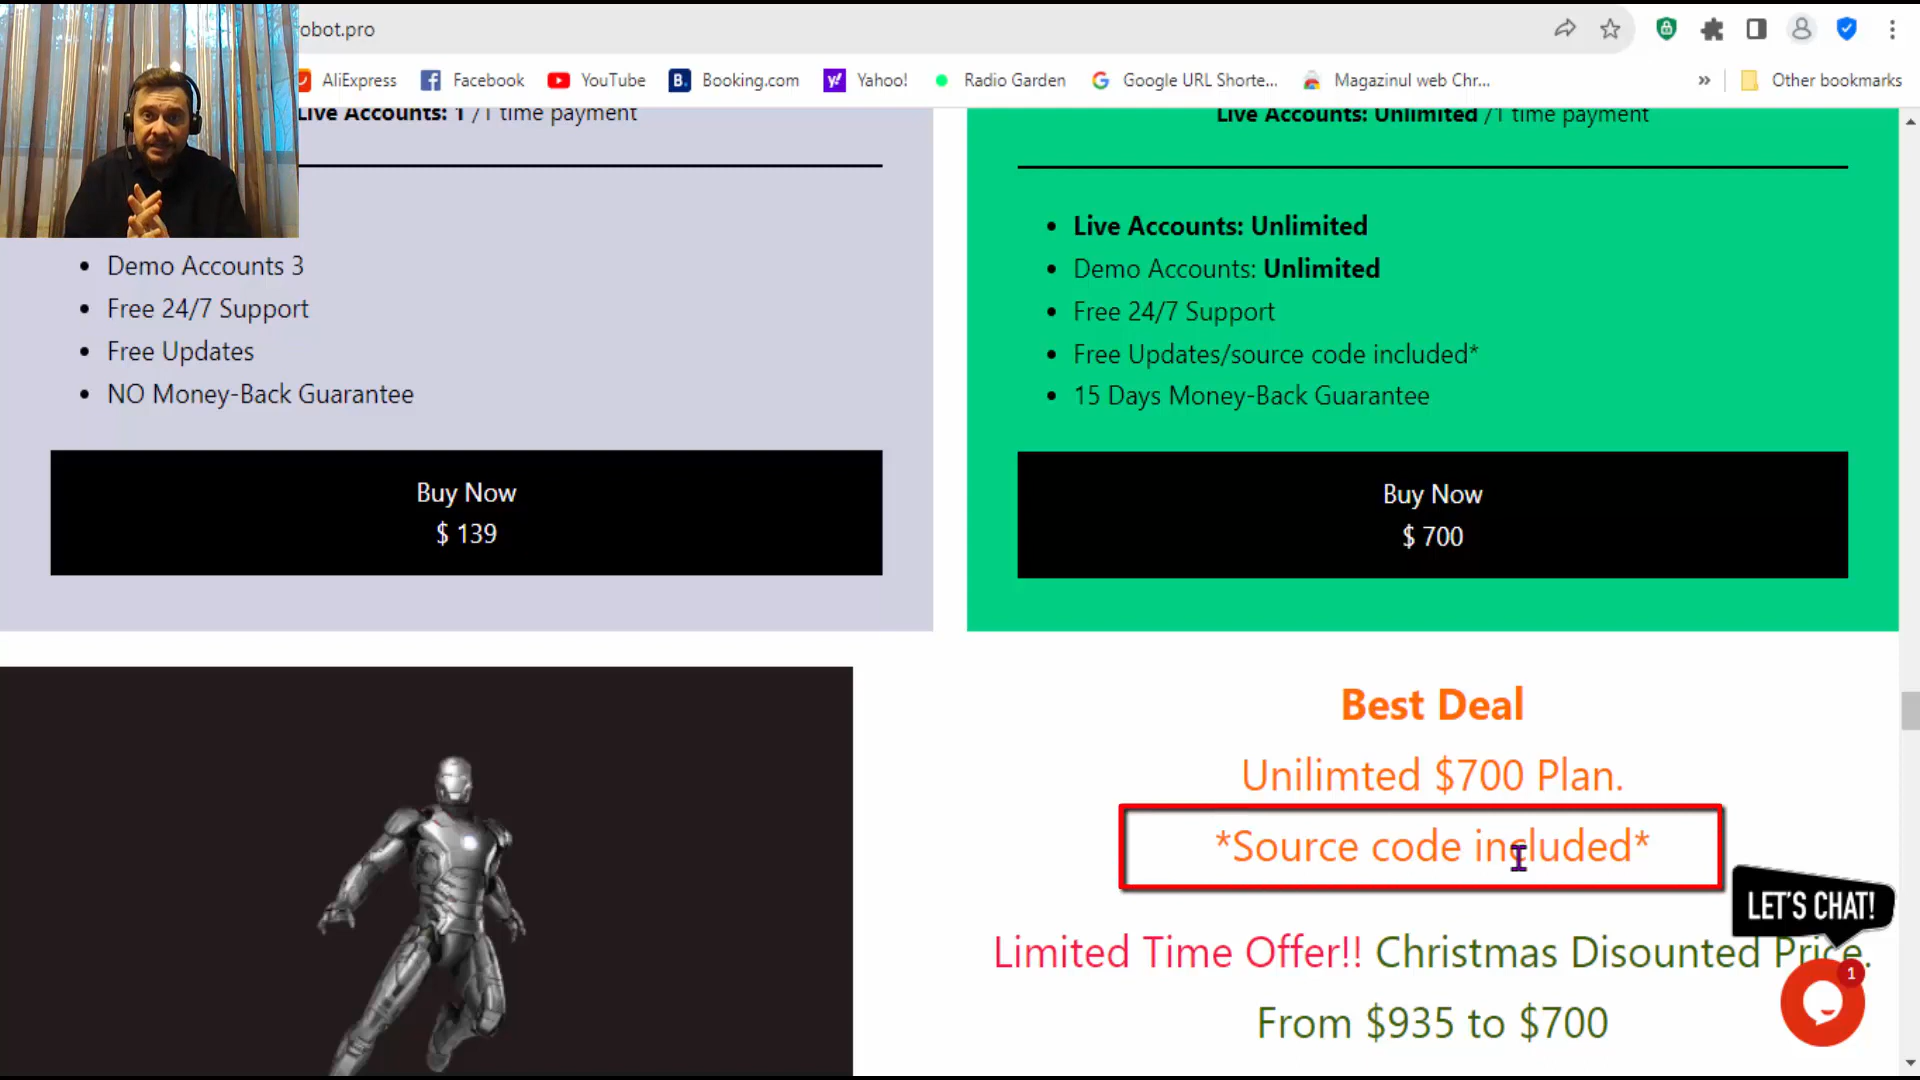 obot.pro
AliExpress
Facebook
YouTube
Booking.com
Yahoo!
Radio Garden
Google URL Shorte...
Magazinul web Chr...
»
Other bookmarks
Live Accounts: 1 /1 time payment
Demo Accounts 3
Free 24/7 Support
Free Updates
NO Money-Back Guarantee
Buy Now
$ 139
Live Accounts: Unlimited /1 time payment
Live Accounts: Unlimited
Demo Accounts: Unlimited
Free 24/7 Support
Free Updates/source code included*
15 Days Money-Back Guarantee
Buy Now
$ 700
Best Deal
Unilimted $700 Plan.
*Source code included*
Limited Time Offer!! Christmas Disounted Price.
From $935 to $700
LET'S CHAT!
1